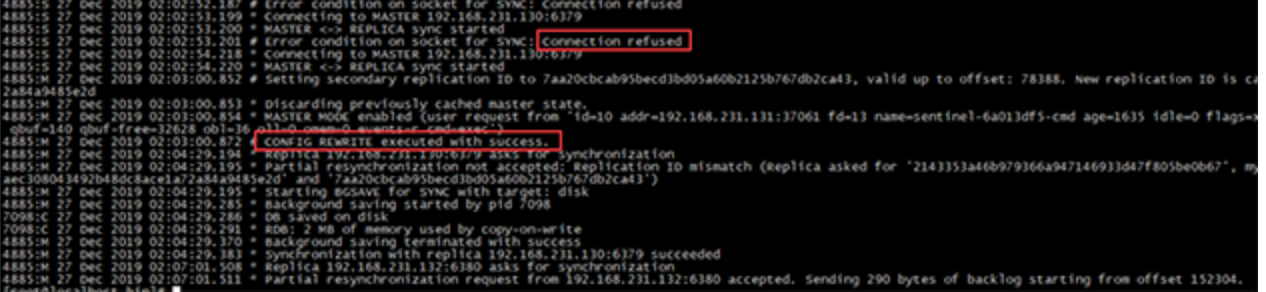 4885:S 27 Dec 2019 02:02:52.187 # Error condition on socket for SYNC: Connection refused
4885:S 27 Dec 2019 02:02:53.199 * Connecting to MASTER 192.168.231.130:6379
4885:S 27 Dec 2019 02:02:53.200 * MASTER <-> REPLICA sync started
4885:S 27 Dec 2019 02:02:53.201 # Error condition on socket for SYNC: Connection refused
4885:S 27 Dec 2019 02:02:54.218 * Connecting to MASTER 192.168.231.130:6379
4885:S 27 Dec 2019 02:02:54.220 * MASTER <-> REPLICA sync started
4885:M 27 Dec 2019 02:03:00.852 # Setting secondary replication ID to 7aa20cbcab95becd3bd05a60b2125b767db2ca43, valid up to offset: 78388. New replication ID is ca
2a84a9485e2d
4885:M 27 Dec 2019 02:03:00.853 * Discarding previously cached master state.
4885:M 27 Dec 2019 02:03:00.854 * MASTER MODE enabled (user request from 'id=10 addr=192.168.231.131:37061 fd=13 name=sentinel-6a013df5-cmd age=1635 idle=0 flags=x
qbuf=140 qbuf-free=32628 obl=36 oll=0 omem=0 events=r cmd=exec')
4885:M 27 Dec 2019 02:03:00.872 # CONFIG REWRITE executed with success.
4885:M 27 Dec 2019 02:04:29.194 * Replica 192.168.231.130:6379 asks for synchronization
4885:M 27 Dec 2019 02:04:29.195 * Partial resynchronization not accepted: Replication ID mismatch (Replica asked for '2143353a46b979366a947146933d47f805be0b67', my
aec308043492b48dc8ace1a72a84a9485e2d' and '7aa20cbcab95becd3bd05a60b2125b767db2ca43')
4885:M 27 Dec 2019 02:04:29.195 * Starting BGSAVE for SYNC with target: disk
4885:M 27 Dec 2019 02:04:29.285 * Background saving started by pid 7098
7098:C 27 Dec 2019 02:04:29.286 * DB saved on disk
7098:C 27 Dec 2019 02:04:29.291 * RDB: 2 MB of memory used by copy-on-write
4885:M 27 Dec 2019 02:04:29.370 * Background saving terminated with success
4885:M 27 Dec 2019 02:04:29.383 * Synchronization with replica 192.168.231.130:6379 succeeded
4885:M 27 Dec 2019 02:07:01.508 * Replica 192.168.231.132:6380 asks for synchronization
4885:M 27 Dec 2019 02:07:01.511 * Partial resynchronization request from 192.168.231.132:6380 accepted. Sending 290 bytes of backlog starting from offset 152304.